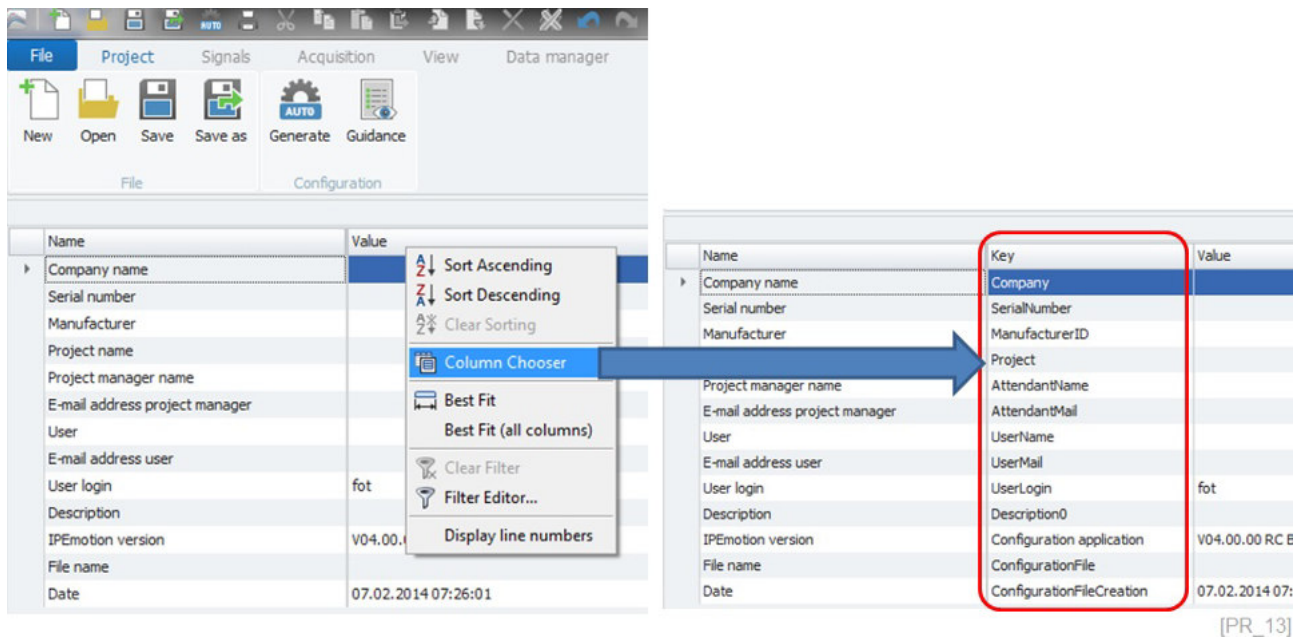 AUTO
File Project Signals Acquisition View Data manager
AUTO
New Open Save Save as Generate Guidance
File Configuration
Name Value
Company name
Serial number
Manufacturer
Project name
Project manager name
E-mail address project manager
User
E-mail address user
User login fot
Description
IPEmotion version V04.00.
File name
Date 07.02.2014 07:26:01
Sort Ascending
Sort Descending
Clear Sorting
Column Chooser
Best Fit
Best Fit (all columns)
Clear Filter
Filter Editor...
Display line numbers
Name Key Value
Company name Company
Serial number SerialNumber
Manufacturer ManufacturerID
Project
Project manager name AttendantName
E-mail address project manager AttendantMail
User UserName
E-mail address user UserMail
User login UserLogin fot
Description Description0
IPEmotion version Configuration application V04.00.00 RC B
File name ConfigurationFile
Date ConfigurationFileCreation 07.02.2014 07:
[PR_13]